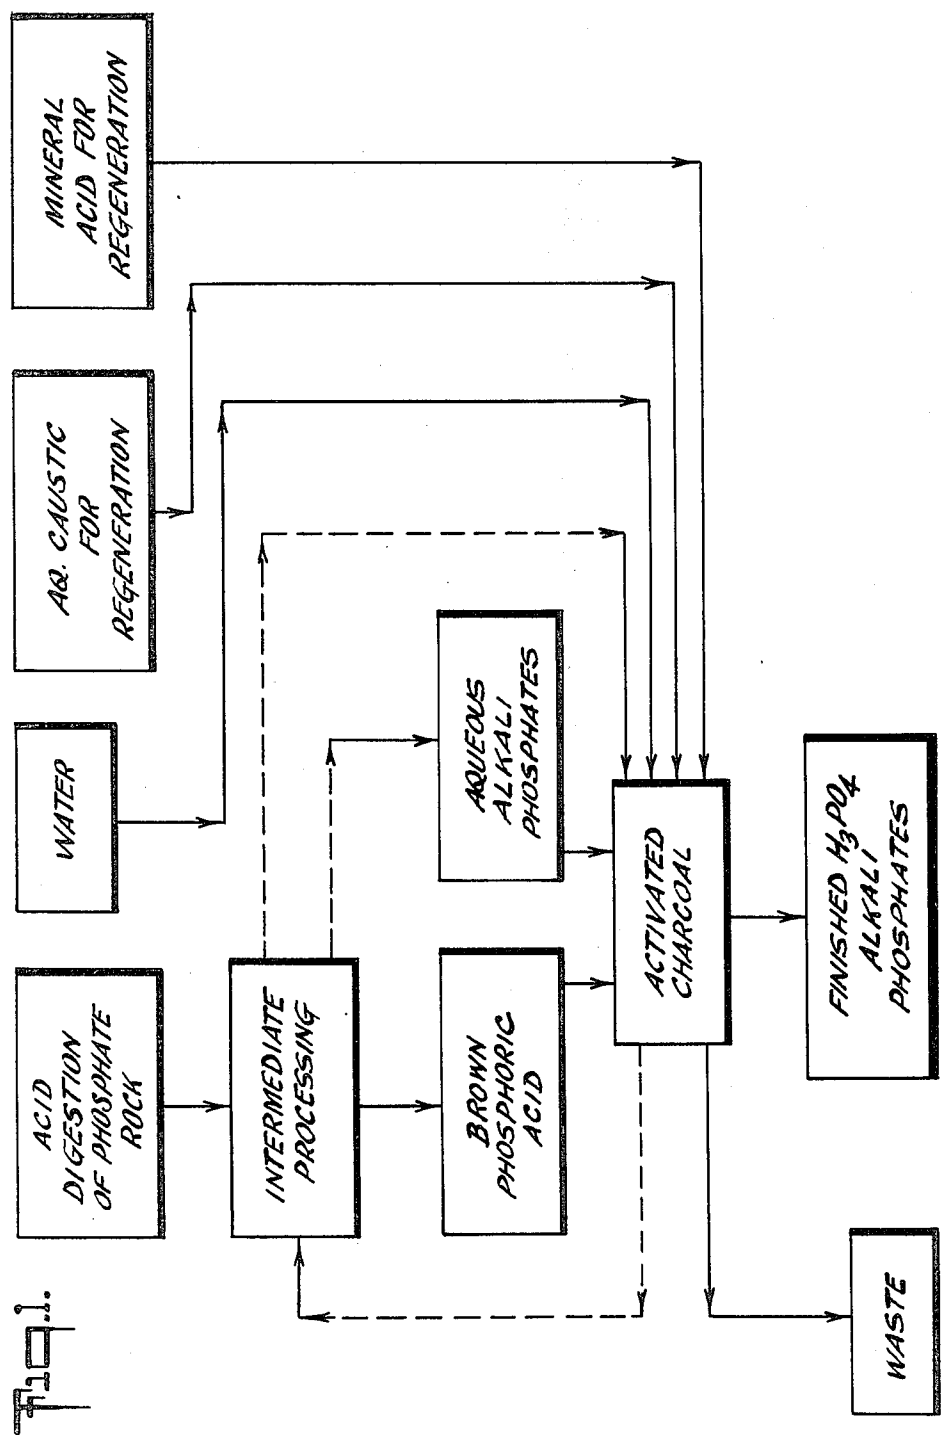 Fig. 1.
ACID
DIGESTION
OF PHOSPHATE
ROCK
WATER
AQ. CAUSTIC
FOR
REGENERATION
MINERAL
ACID FOR
REGENERATION
INTERMEDIATE
PROCESSING
BROWN
PHOSPHORIC
ACID
AQUEOUS
ALKALI
PHOSPHATES
ACTIVATED
CHARCOAL
WASTE
FINISHED H₃PO₄
ALKALI
PHOSPHATES